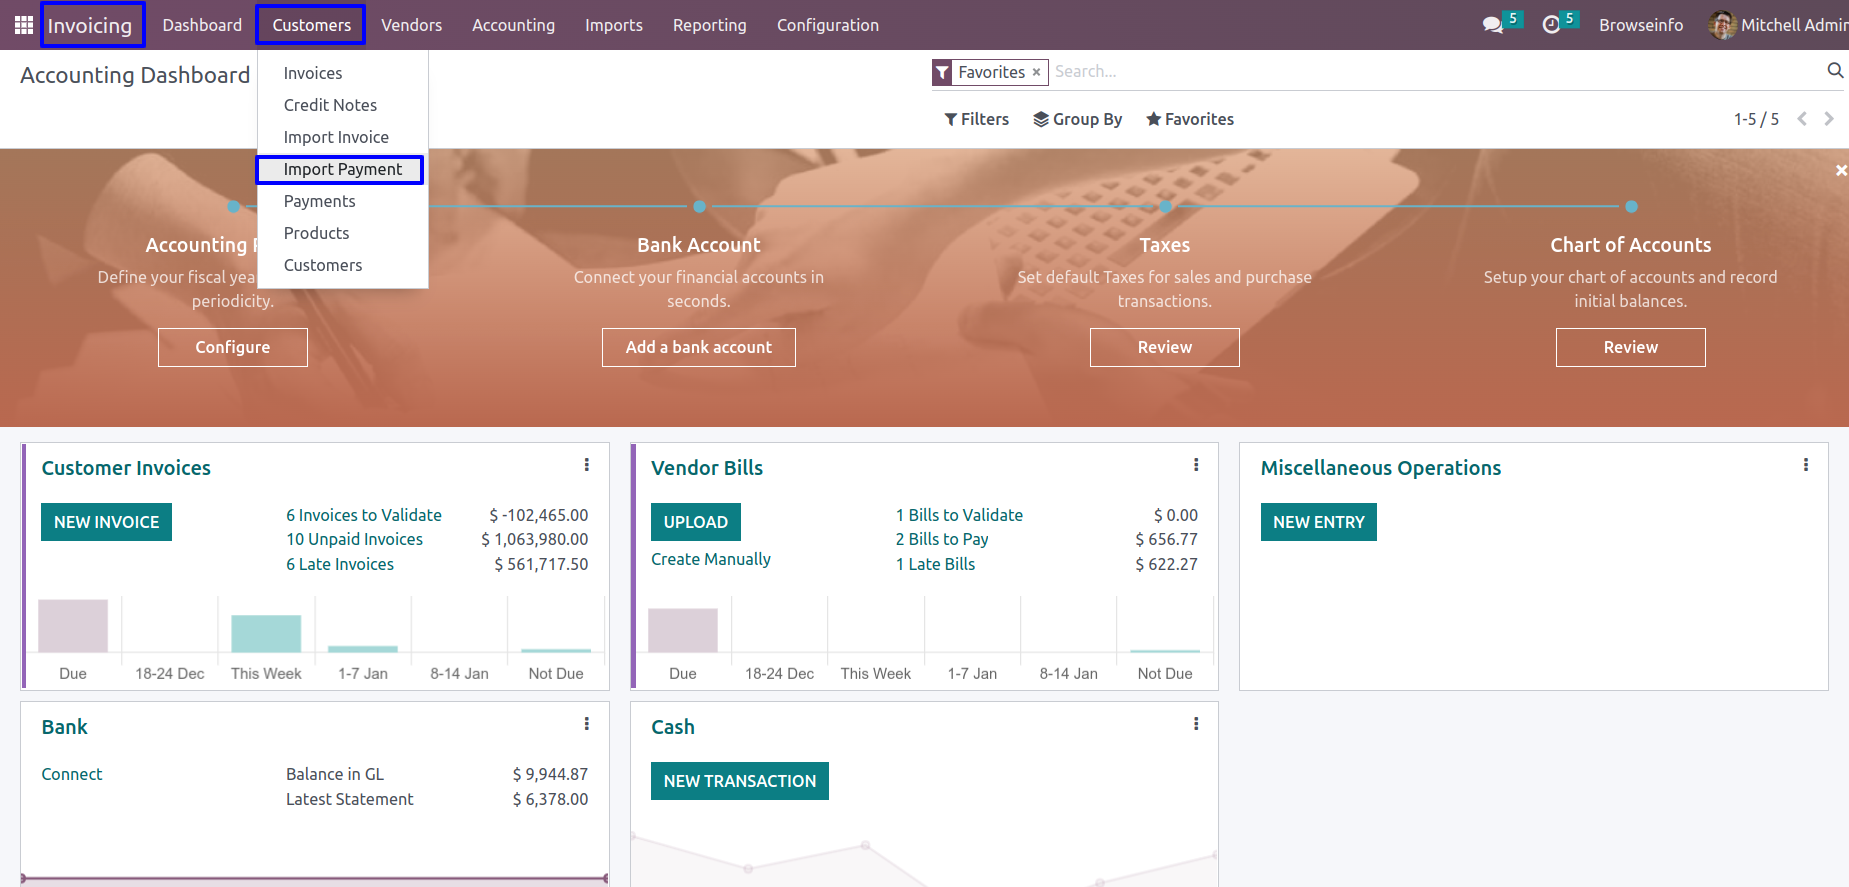 Invoicing Dashboard Customers Vendors Accounting Imports Reporting Configuration 5 5 Browseinfo Mitchell Admin
Accounting Dashboard
Favorites × Search...
Filters Group By Favorites 1-5 / 5
Invoices
Credit Notes
Import Invoice
Import Payment
Payments
Products
Customers
Accounting
Define your fiscal year
periodicity.
Configure
Bank Account
Connect your financial accounts in
seconds.
Add a bank account
Taxes
Set default Taxes for sales and purchase
transactions.
Review
Chart of Accounts
Setup your chart of accounts and record
initial balances.
Review
Customer Invoices
NEW INVOICE
6 Invoices to Validate $ -102,465.00
10 Unpaid Invoices $ 1,063,980.00
6 Late Invoices $ 561,717.50
Due 18-24 Dec This Week 1-7 Jan 8-14 Jan Not Due
Vendor Bills
UPLOAD
Create Manually
1 Bills to Validate $ 0.00
2 Bills to Pay $ 656.77
1 Late Bills $ 622.27
Due 18-24 Dec This Week 1-7 Jan 8-14 Jan Not Due
Miscellaneous Operations
NEW ENTRY
Bank
Connect
Balance in GL $ 9,944.87
Latest Statement $ 6,378.00
Cash
NEW TRANSACTION